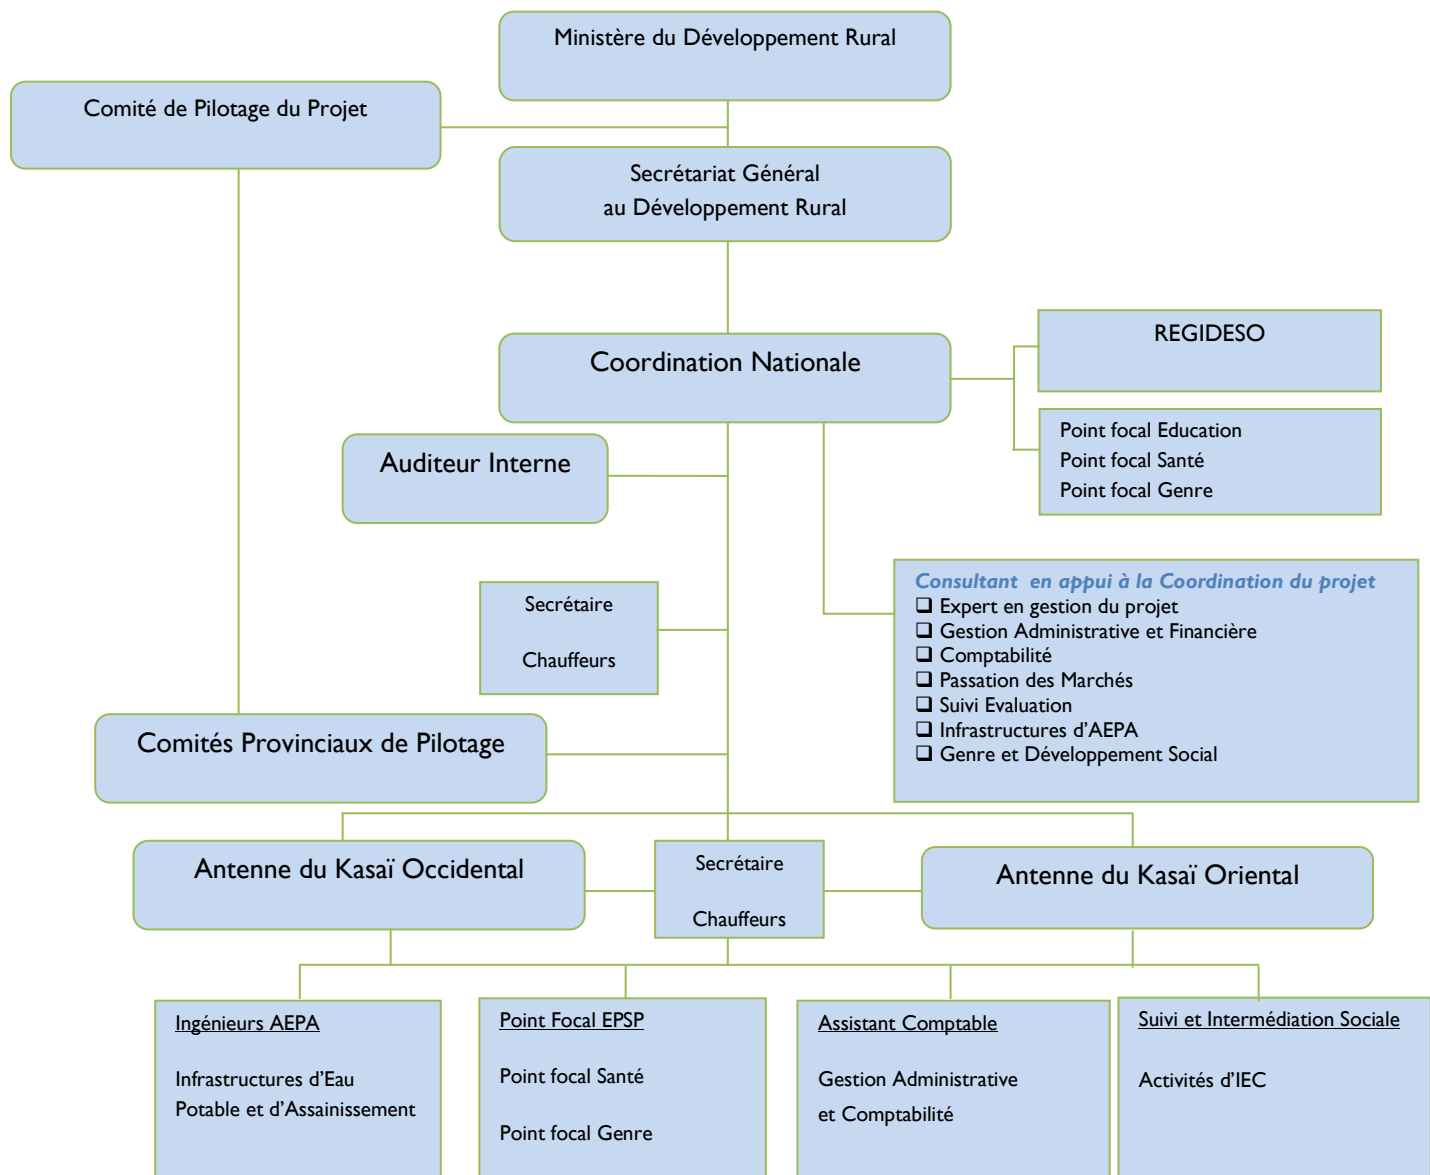 Ministère du Développement Rural
Comité de Pilotage du Projet
Secrétariat Général
au Développement Rural
Coordination Nationale
REGIDESO
Point focal Education
Point focal Santé
Point focal Genre
Auditeur Interne
Consultant en appui à la Coordination du projet
❑ Expert en gestion du projet
❑ Gestion Administrative et Financière
❑ Comptabilité
❑ Passation des Marchés
❑ Suivi Evaluation
❑ Infrastructures d’AEPA
❑ Genre et Développement Social
Secrétaire
Chauffeurs
Comités Provinciaux de Pilotage
Antenne du Kasaï Occidental
Secrétaire
Chauffeurs
Antenne du Kasaï Oriental
Ingénieurs AEPA
Infrastructures d’Eau
Potable et d’Assainissement
Point Focal EPSP
Point focal Santé
Point focal Genre
Assistant Comptable
Gestion Administrative
et Comptabilité
Suivi et Intermédiation Sociale
Activités d’IEC